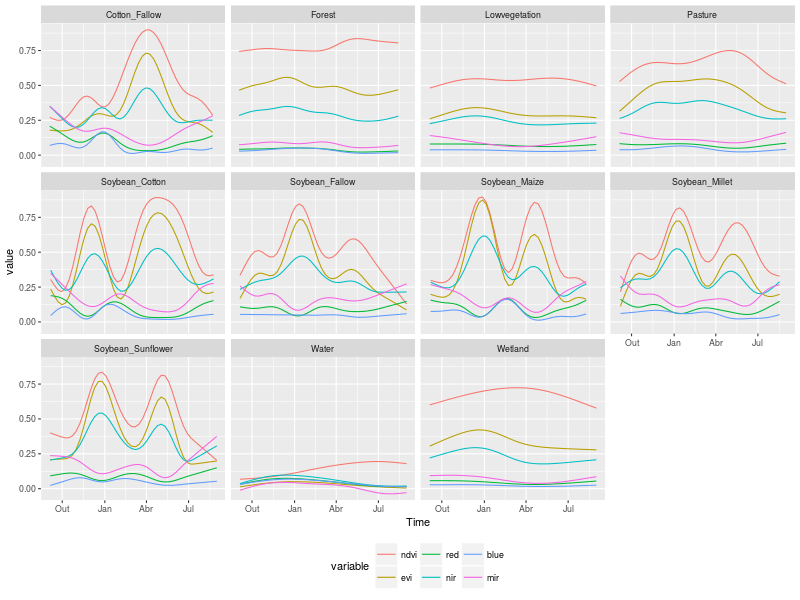 Cotton_Fallow Forest Lowvegetation Pasture
0.75
0.50
0.25
0.00
Soybean_Cotton Soybean_Fallow Soybean_Maize Soybean_Millet
0.75
0.50
0.25
0.00
Out Jan Abr Jul
Soybean_Sunflower Water Wetland
0.75
0.50
0.25
0.00
Out Jan Abr Jul Out Jan Abr Jul Out Jan Abr Jul
value
Time
variable
ndvi red blue
evi nir mir